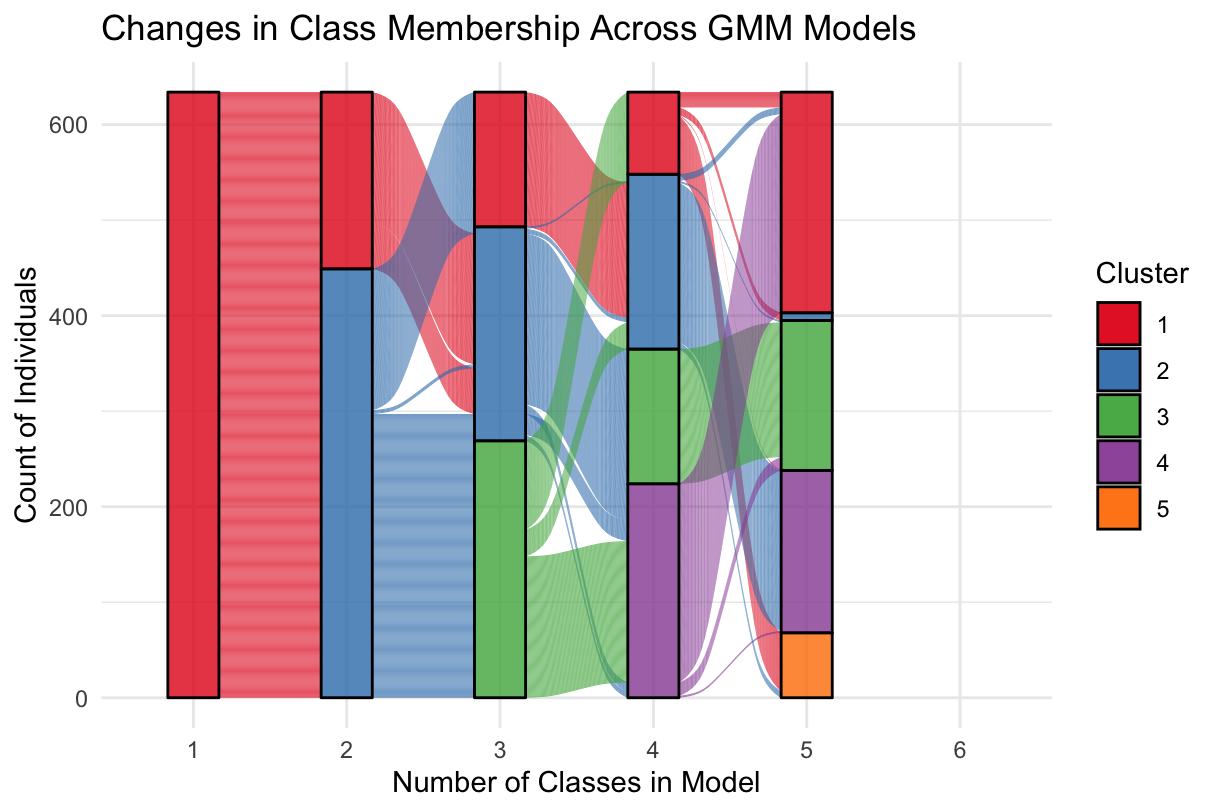 Changes in Class Membership Across GMM Models
Count of Individuals
600
400
200
0
1 2 3 4 5 6
Number of Classes in Model
Cluster
1
2
3
4
5